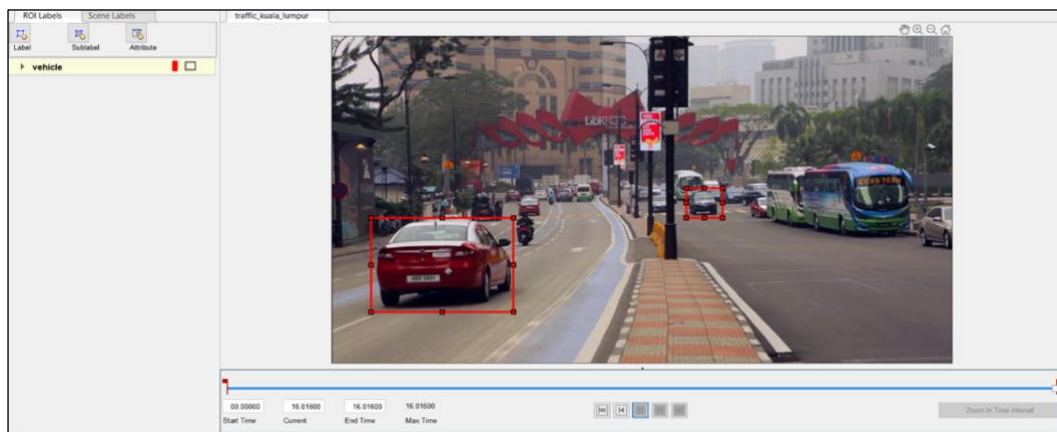 ROI Labels Scene Labels
traffic_kuala_lumpur
Label Sublabel Attribute
vehicle
00.00000 16.01600 16.01600 16.01600
Start Time Current End Time Max Time
Zoom In Time Interval